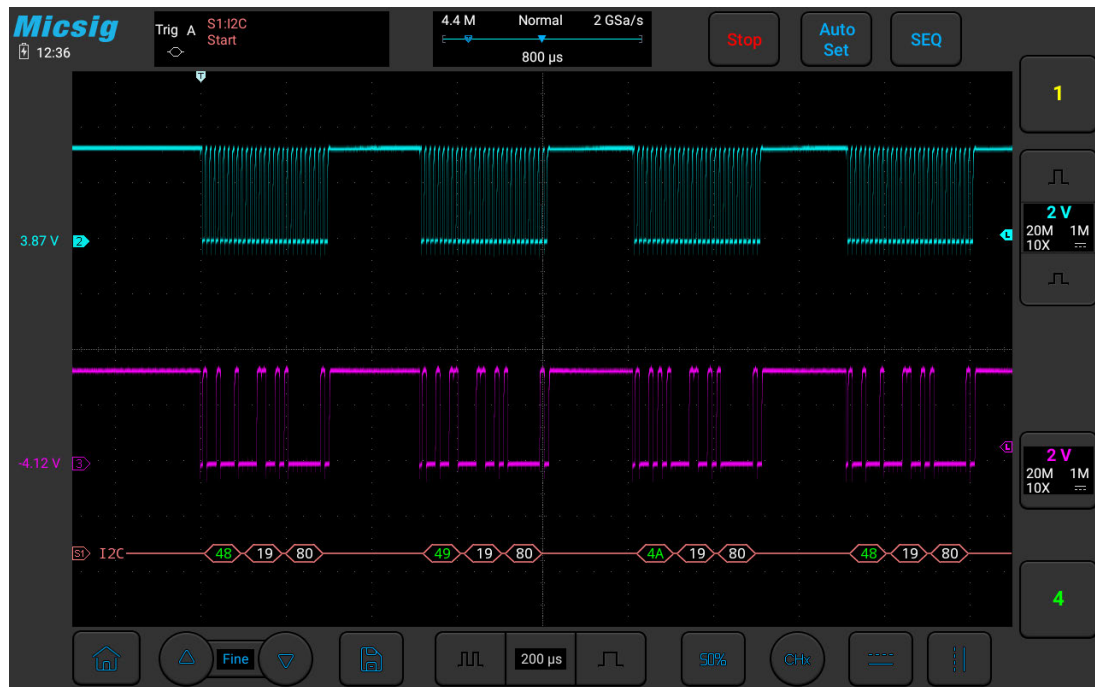 Micsig
12:36
Trig A S1:I2C
Start
4.4 M Normal 2 GSa/s
800 µs
Stop
Auto
Set
SEQ
T
1
2 V
20M 1M
10X
3.87 V 2
L
-4.12 V 3
L
2 V
20M 1M
10X
S1 I2C 48 19 80 49 19 80 4A 19 80 48 19 80
4
Fine
200 µs
50%
CHx